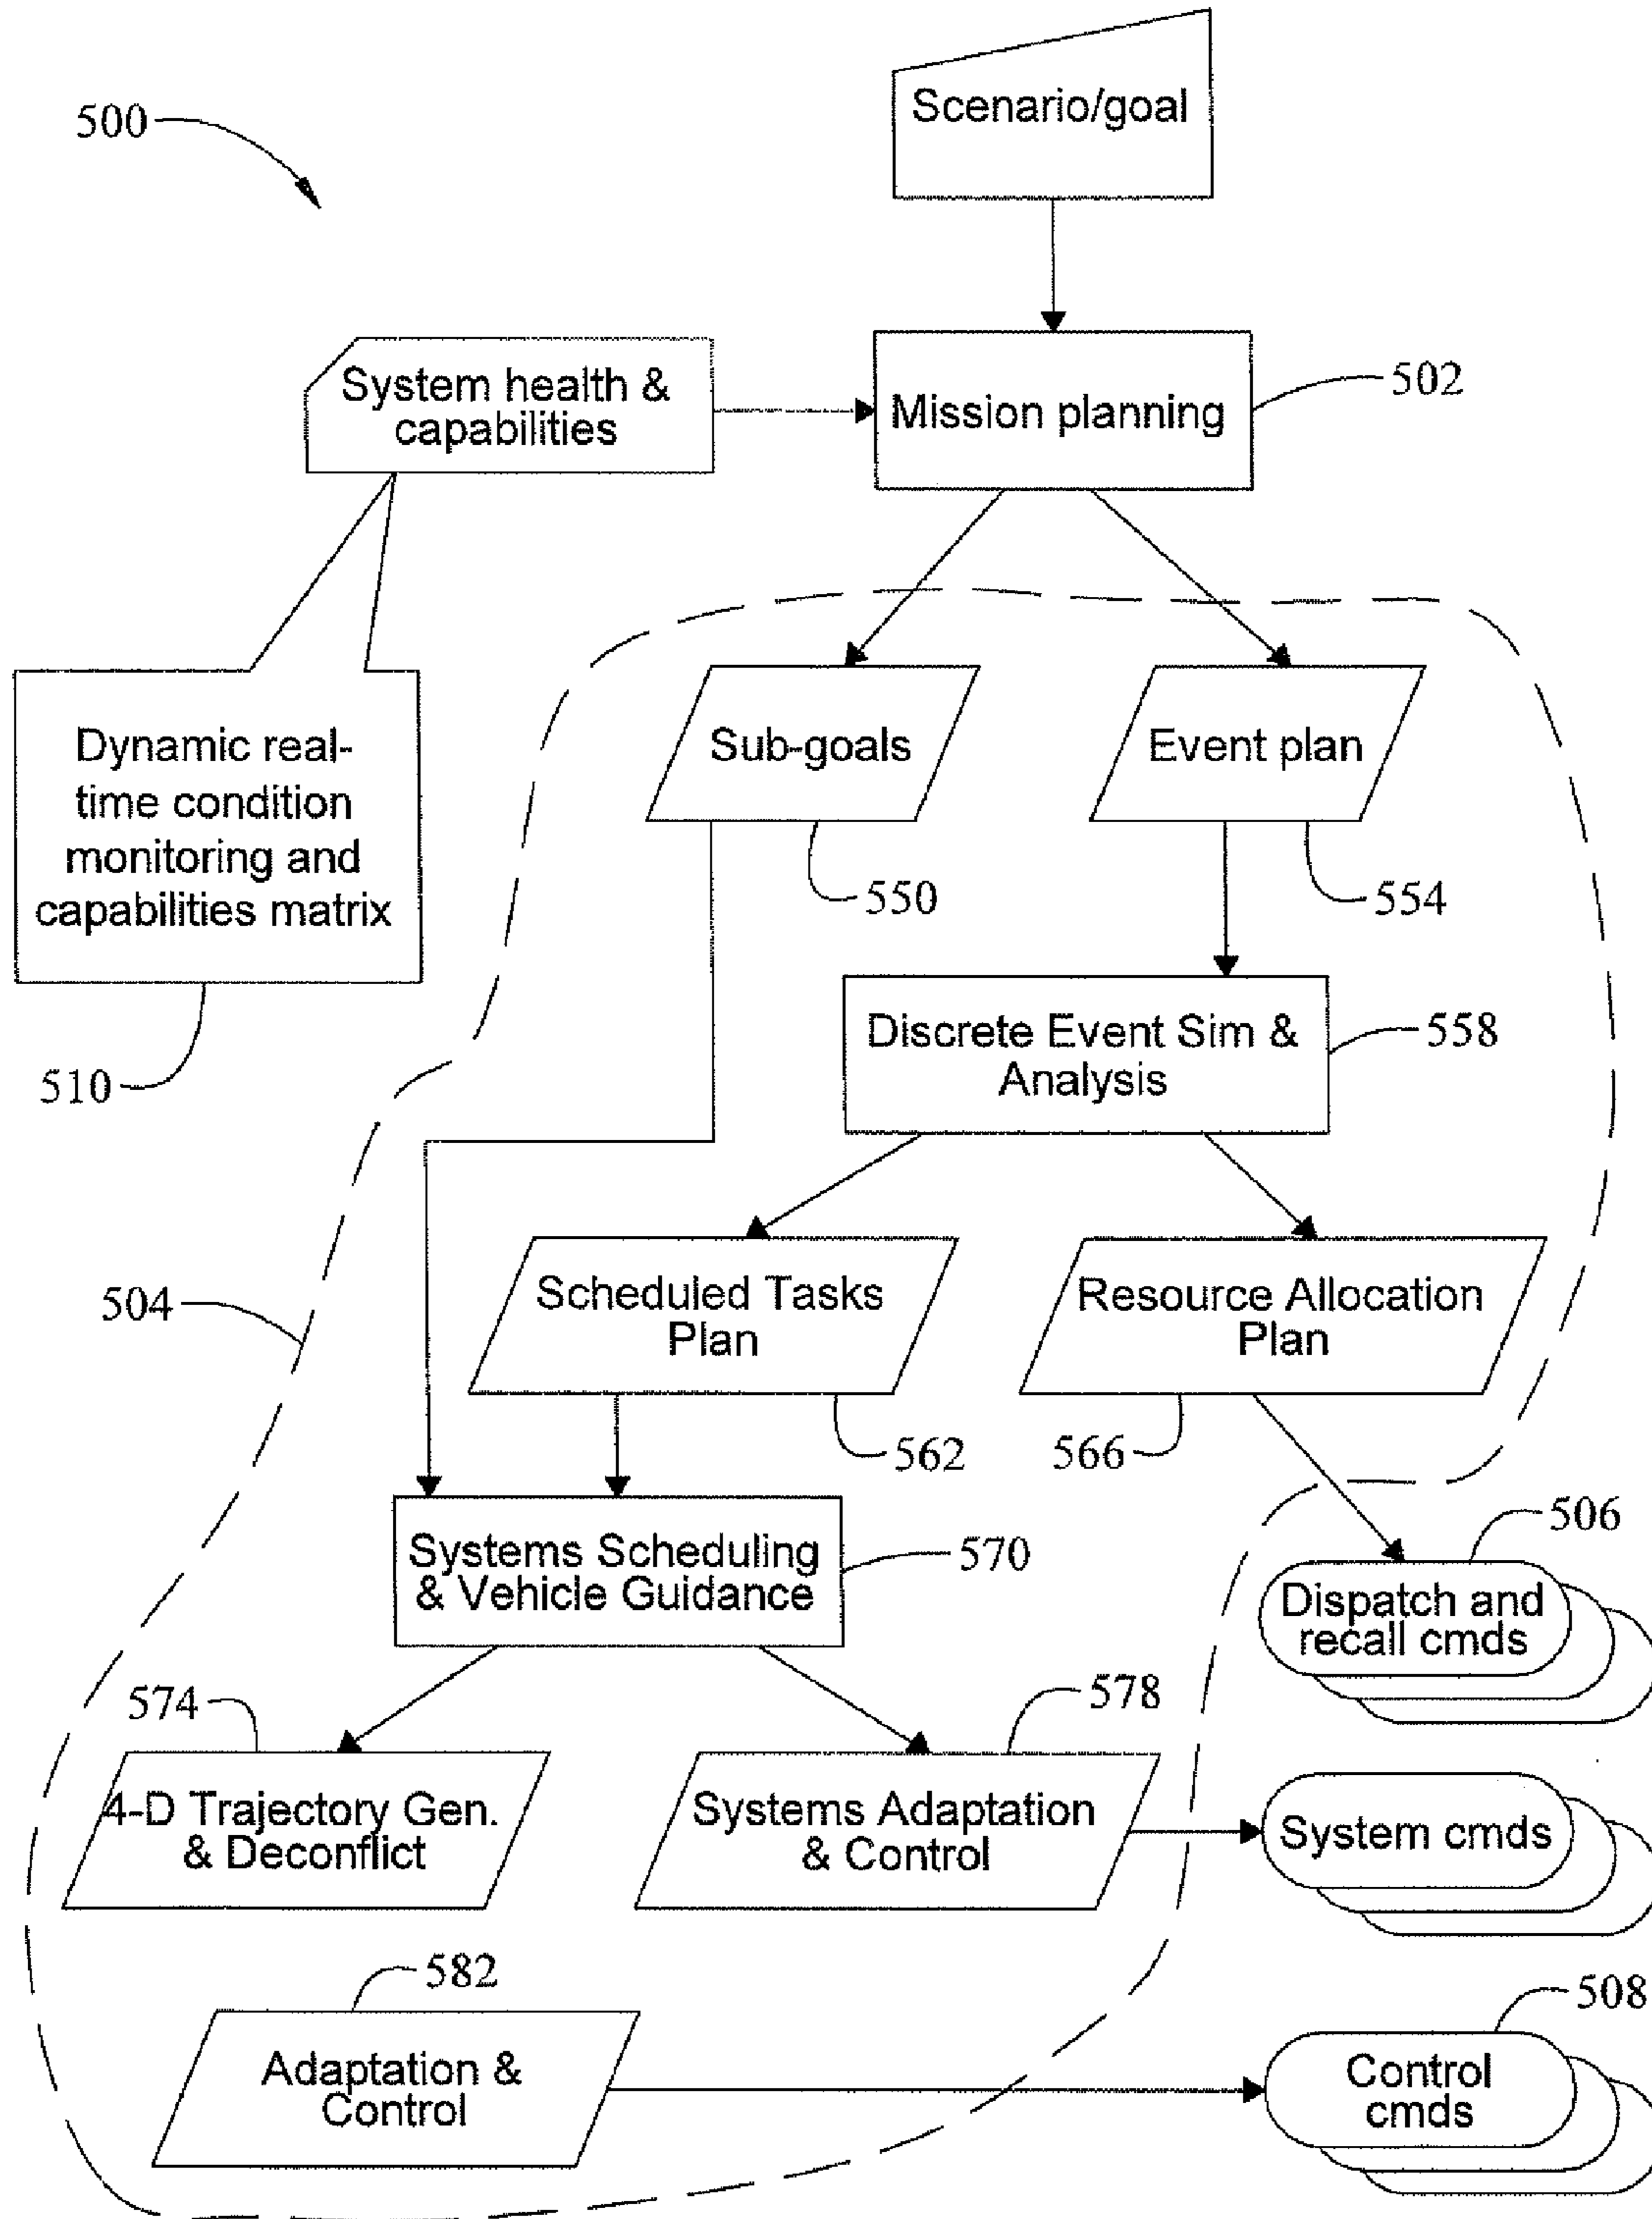 Scenario/goal
500
System health &
capabilities
Mission planning
502
Dynamic real-
time condition
monitoring and
capabilities matrix
510
Sub-goals
550
Event plan
554
Discrete Event Sim &
Analysis
558
504
Scheduled Tasks
Plan
562
Resource Allocation
Plan
566
Systems Scheduling
& Vehicle Guidance
570
506
Dispatch and
recall cmds
574
4-D Trajectory Gen.
& Deconflict
578
Systems Adaptation
& Control
System cmds
582
Adaptation &
Control
508
Control
cmds